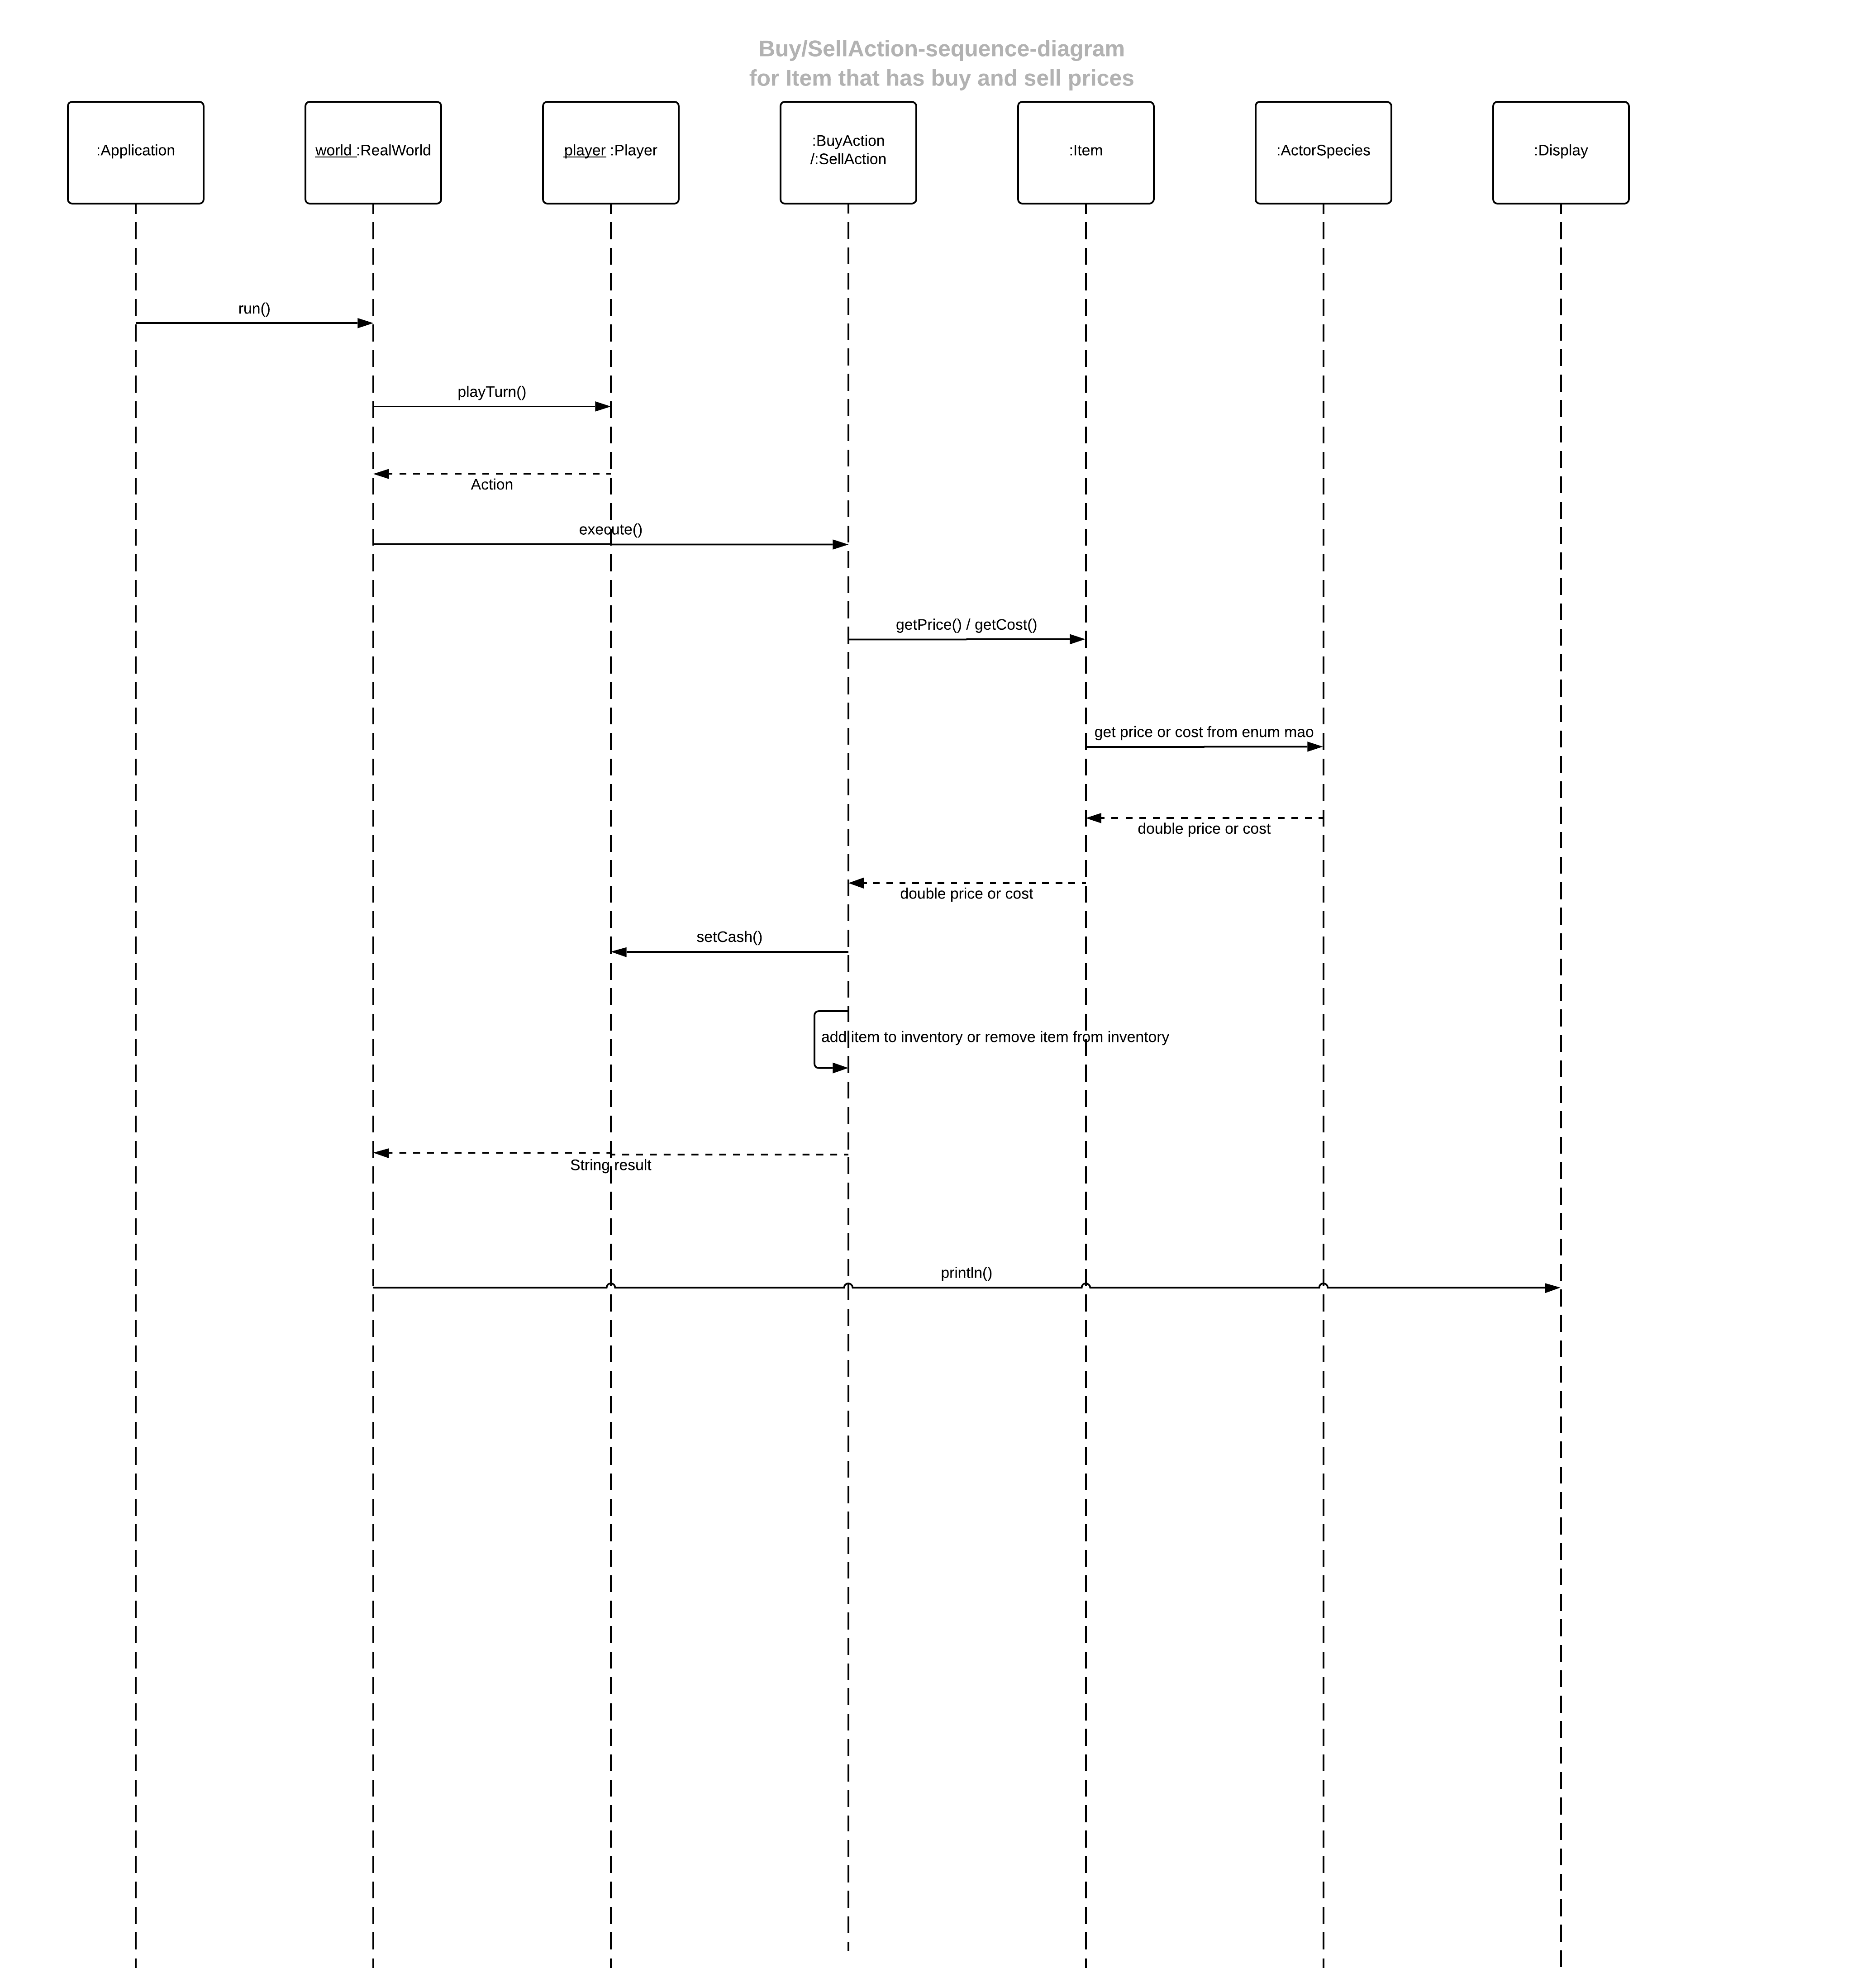 Buy/SellAction-sequence-diagram
for Item that has buy and sell prices
:Application
world :RealWorld
player :Player
:BuyAction
/:SellAction
:Item
:ActorSpecies
:Display
run()
playTurn()
Action
execute()
getPrice() / getCost()
get price or cost from enum mao
double price or cost
double price or cost
setCash()
add item to inventory or remove item from inventory
String result
println()